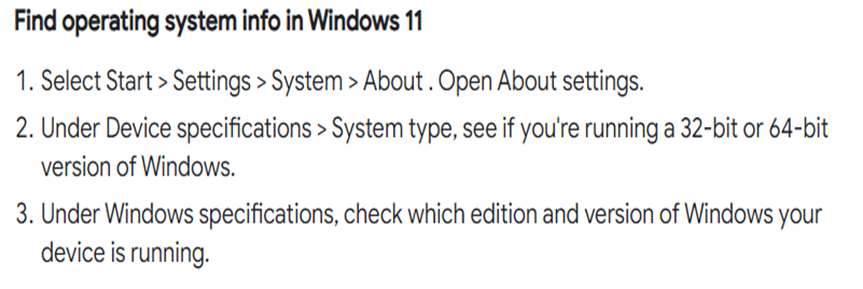 Find operating system info in Windows 11
1. Select Start > Settings > System > About . Open About settings.
2. Under Device specifications > System type, see if you're running a 32-bit or 64-bit
version of Windows.
3. Under Windows specifications, check which edition and version of Windows your
device is running.